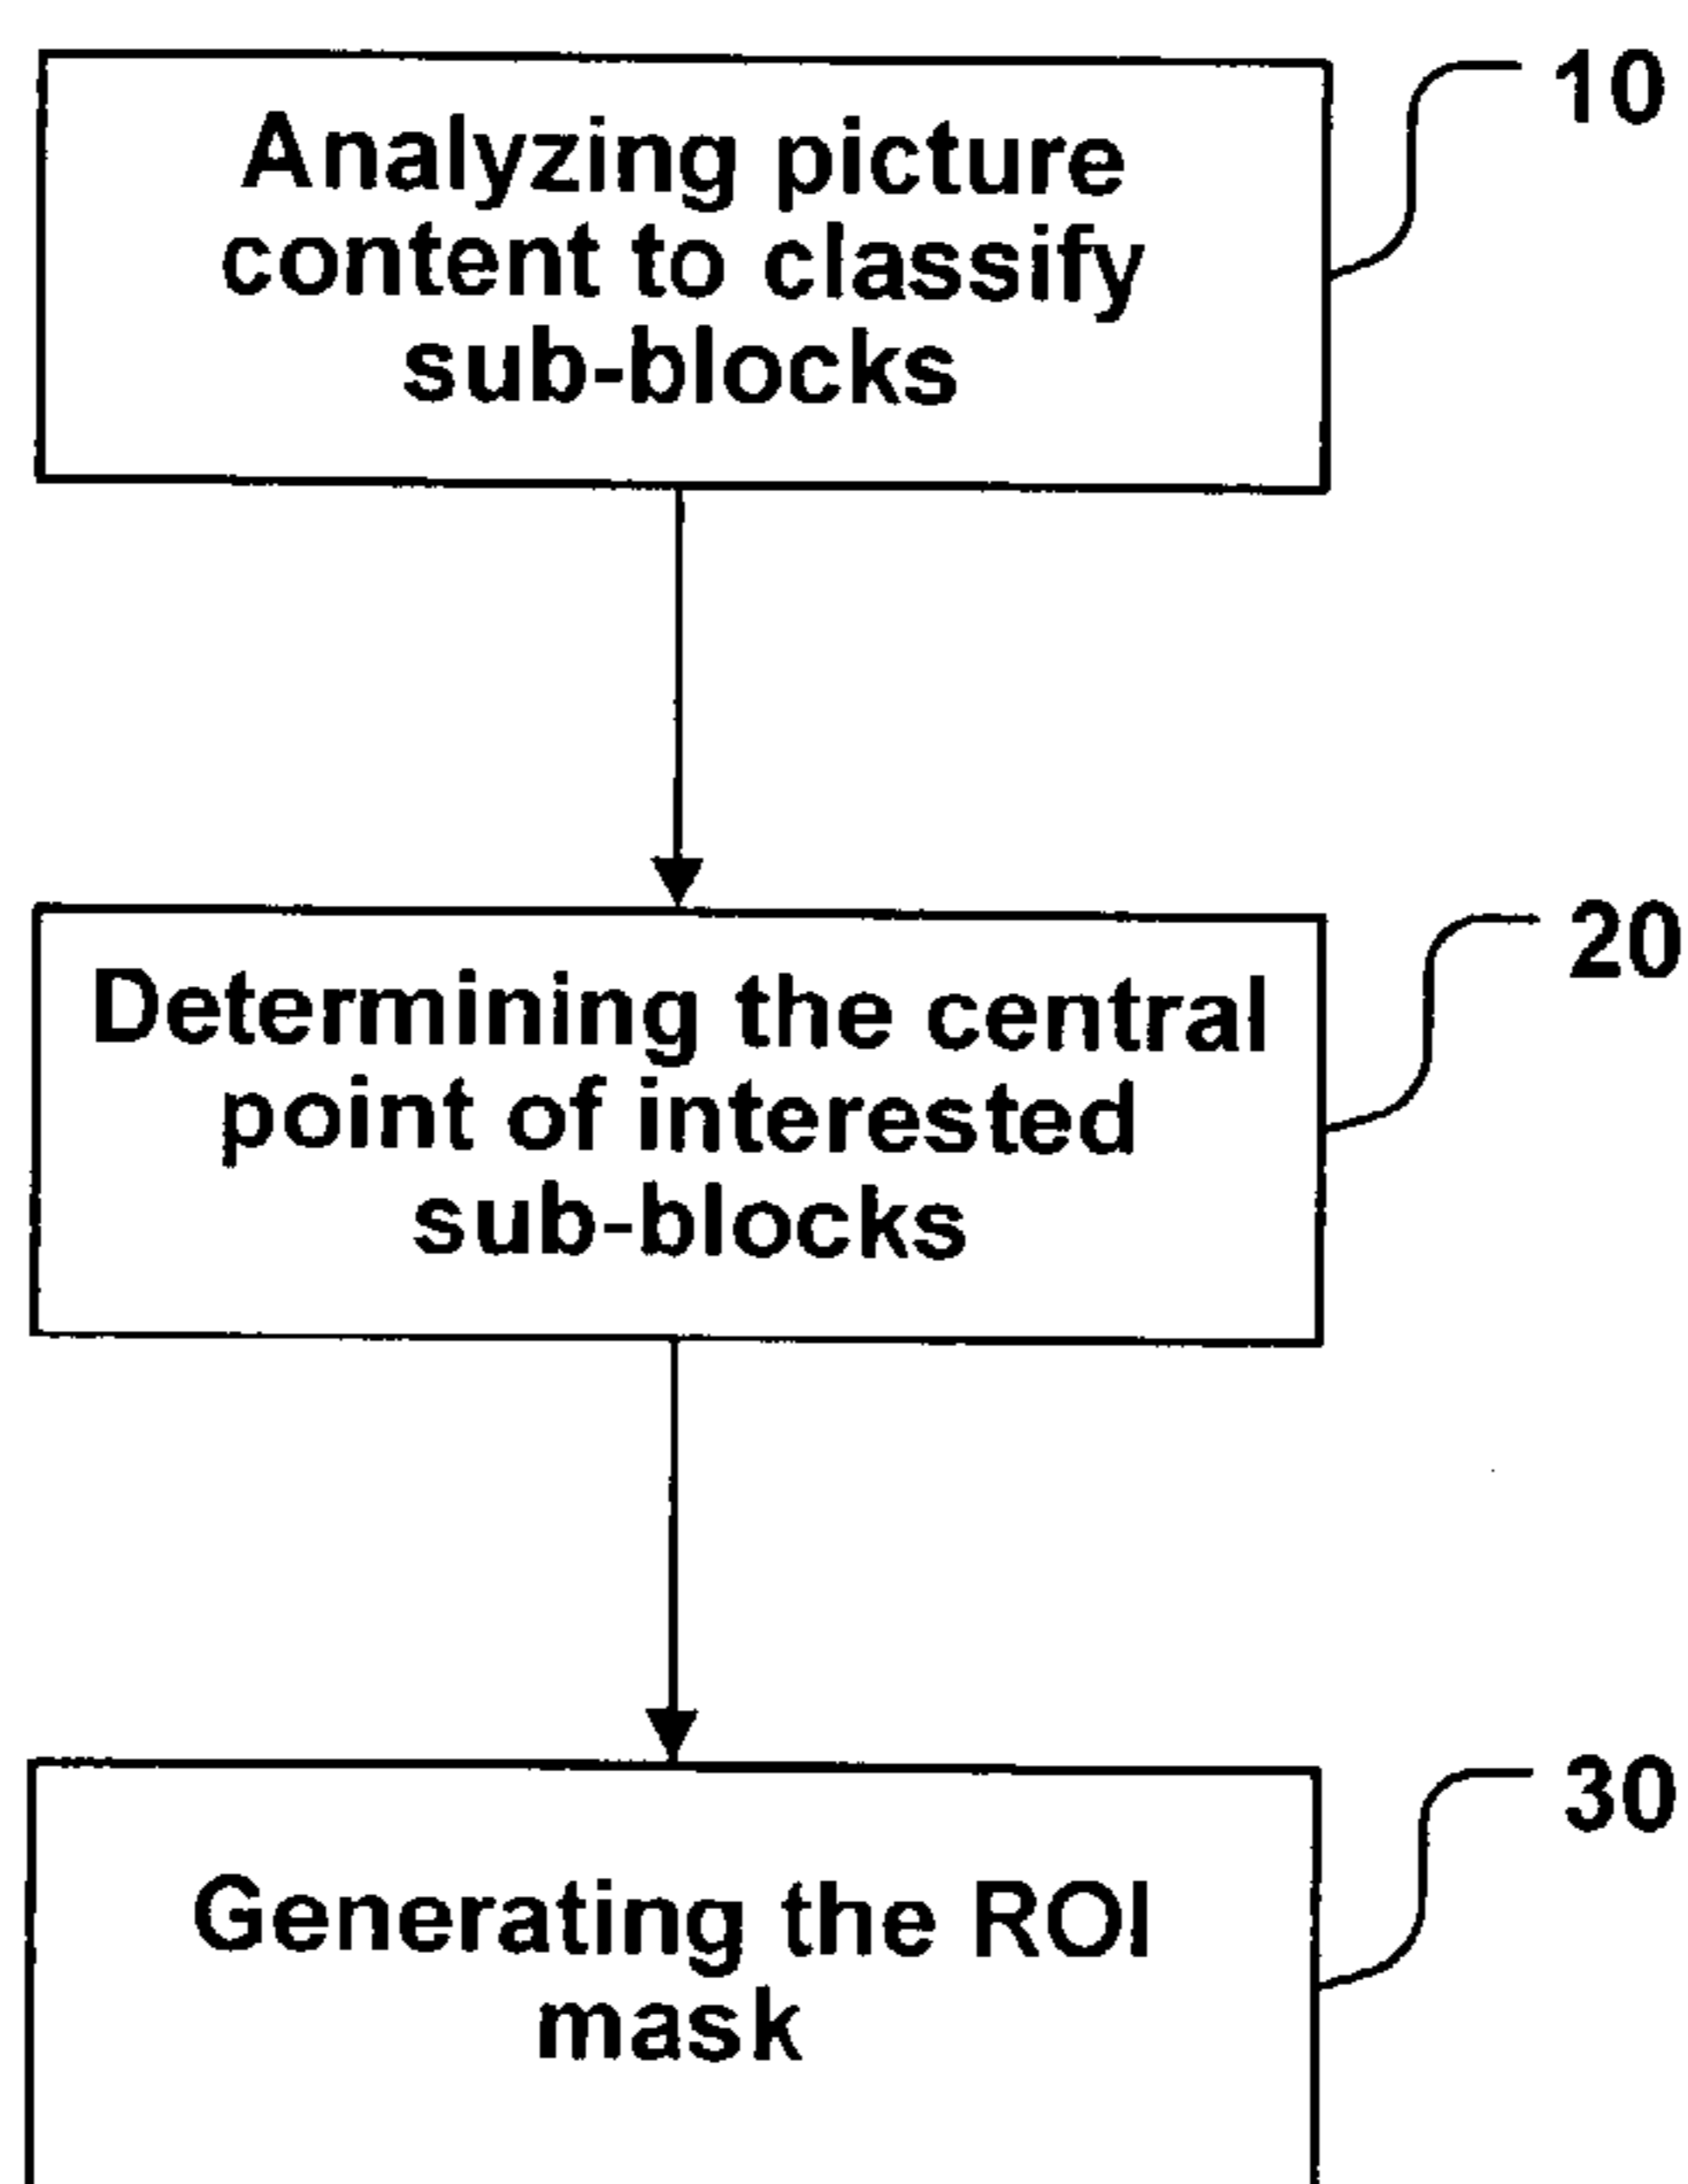 10
Analyzing picture
content to classify
sub-blocks
20
Determining the central
point of interested
sub-blocks
30
Generating the ROI
mask